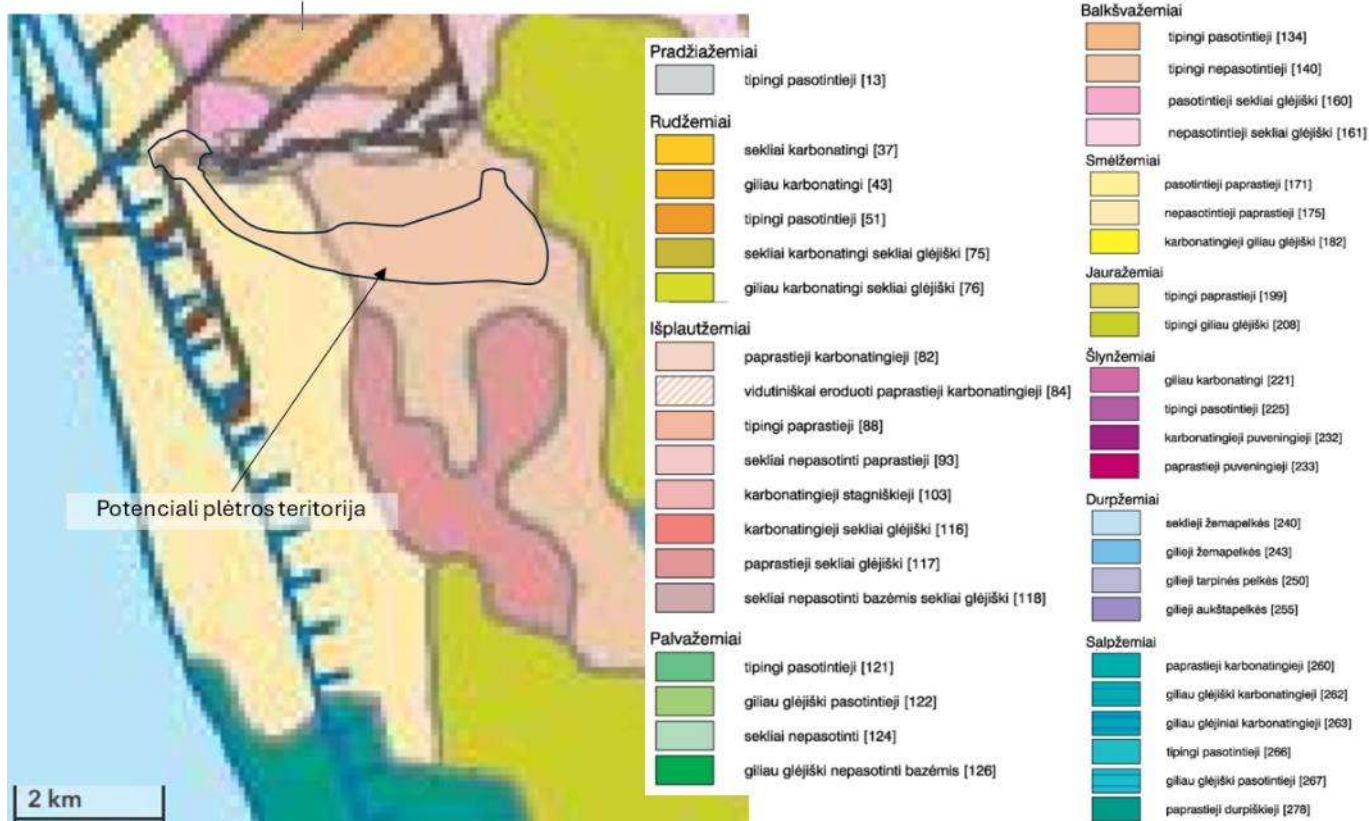 Potenciali plėtros teritorija
2 km
Pradžiažemiai
tipingi pasotintieji [13]
Rudžemiai
sekliai karbonatingi [37]
giliau karbonatingi [43]
tipingi pasotintieji [51]
sekliai karbonatingi sekliai glėjiški [75]
giliau karbonatingi sekliai glėjiški [76]
Išplautžemiai
paprastieji karbonatingieji [82]
vidutiniškai eroduoti paprastieji karbonatingieji [84]
tipingi paprastieji [88]
sekliai nepasotinti paprastieji [93]
karbonatingieji stagniškieji [103]
karbonatingieji sekliai glėjiški [116]
paprastieji sekliai glėjiški [117]
sekliai nepasotinti bazėmis sekliai glėjiški [118]
Palvažemiai
tipingi pasotintieji [121]
giliau glėjiški pasotintieji [122]
sekliai nepasotinti [124]
giliau glėjiški nepasotinti bazėmis [126]
Balkšvažemiai
tipingi pasotintieji [134]
tipingi nepasotintieji [140]
pasotintieji sekliai glėjiški [160]
nepasotintieji sekliai glėjiški [161]
Smėlžemiai
pasotintieji paprastieji [171]
nepasotintieji paprastieji [175]
karbonatingieji giliau glėjiški [182]
Jauražemiai
tipingi paprastieji [199]
tipingi giliau glėjiški [208]
Šlynžemiai
giliau karbonatingi [221]
tipingi pasotintieji [225]
karbonatingieji puveningieji [232]
paprastieji puveningieji [233]
Durpžemiai
seklieji žemapelkės [240]
gilieji žemapelkės [243]
gilieji tarpinės pelkės [250]
gilieji aukštapelkės [255]
Salpžemiai
paprastieji karbonatingieji [260]
giliau glėjiški karbonatingieji [262]
giliau glėjiniai karbonatingieji [263]
tipingi pasotintieji [266]
giliau glėjiški pasotintieji [267]
paprastieji durpiškieji [278]